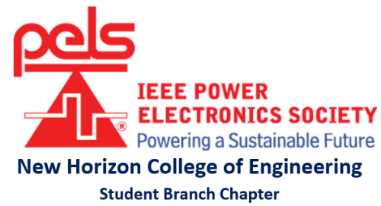 pels
IEEE POWER
ELECTRONICS SOCIETY
®
Powering a Sustainable Future
New Horizon College of Engineering
Student Branch Chapter